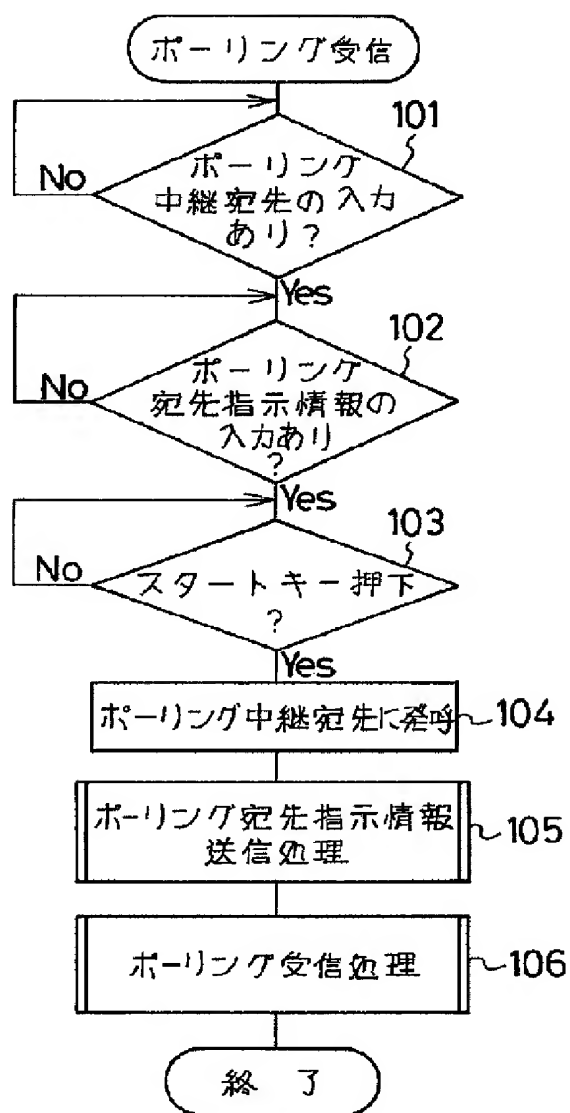 ポーリング受信
101
ポーリング
中継宛先の入力
あり?
No
Yes
102
ポーリング
宛先指示情報の
入力あり
?
No
Yes
103
スタートキー押下
?
No
Yes
ポーリング中継宛先に発呼
104
ポーリング宛先指示情報
送信処理
105
ポーリング受信処理
106
終了